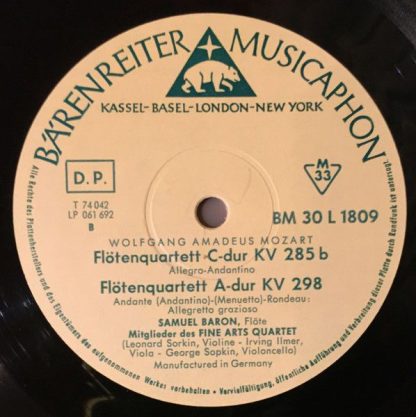 BÄRENREITER MUSICAPHON
KASSEL-BASEL-LONDON-NEW YORK
D.P.
M
33
T 74 042
LP 061 692
B
BM 30 L 1809
WOLFGANG AMADEUS MOZART
Flötenquartett C-dur KV 285 b
Allegro-Andantino
Flötenquartett A-dur KV 298
Andante (Andantino)-(Menuetto)-Rondeau:
Allegretto grazioso
SAMUEL BARON, Flöte
Mitglieder des FINE ARTS QUARTET
(Leonard Sorkin, Violine - Irving Ilmer,
Viola - George Sopkin, Violoncello)
Manufactured in Germany
Alle Rechte des Plattenherstellers und des Eigentümers des aufgenommenen Werkes vorbehalten • Vervielfältigung, öffentliche Aufführung und Verbreitung dieser Platte durch Rundfunk ist untersagt.